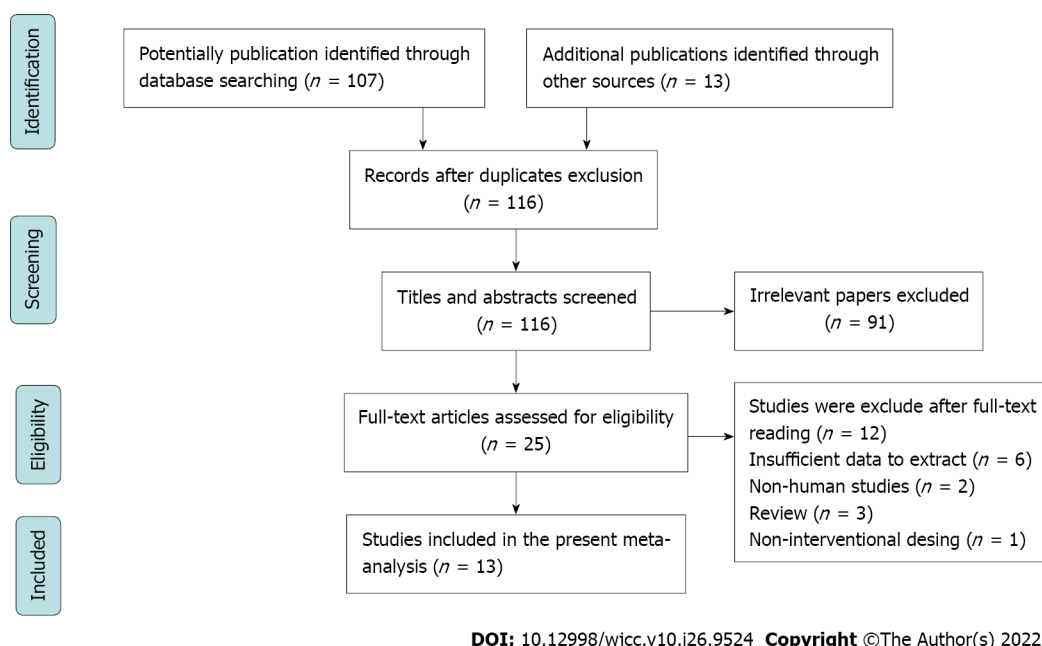 Identification
Potentially publication identified through
database searching (n = 107)
Additional publications identified through
other sources (n = 13)
Records after duplicates exclusion
(n = 116)
Screening
Titles and abstracts screened
(n = 116)
Irrelevant papers excluded
(n = 91)
Eligibility
Full-text articles assessed for eligibility
(n = 25)
Studies were exclude after full-text
reading (n = 12)
Insufficient data to extract (n = 6)
Non-human studies (n = 2)
Review (n = 3)
Non-interventional desing (n = 1)
Included
Studies included in the present meta-
analysis (n = 13)
DOI: 10.12998/wjcc.v10.i26.9524 Copyright ©The Author(s) 2022